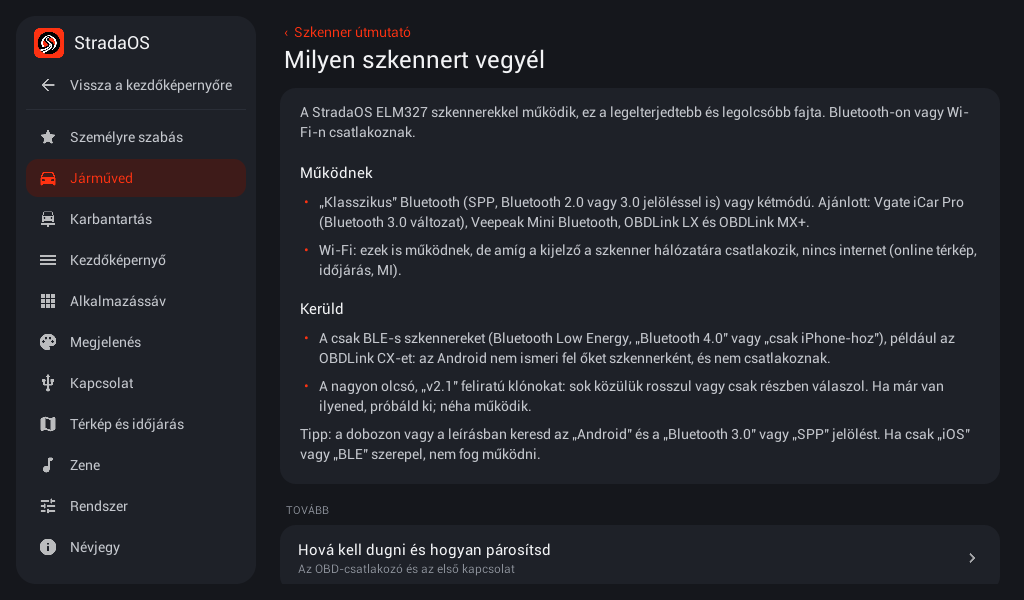 StradaOS
Vissza a kezdőképernyőre
Személyre szabás
Járműved
Karbantartás
Kezdőképernyő
Alkalmazássáv
Megjelenés
Kapcsolat
Térkép és időjárás
Zene
Rendszer
Névjegy
‹ Szkenner útmutató
Milyen szkennert vegyél
A StradaOS ELM327 szkennerekkel működik, ez a legelterjedtebb és legolcsóbb fajta. Bluetooth-on vagy Wi-
Fi-n csatlakoznak.
Működnek
• „Klasszikus" Bluetooth (SPP, Bluetooth 2.0 vagy 3.0 jelöléssel is) vagy kétmódú. Ajánlott: Vgate iCar Pro
(Bluetooth 3.0 változat), Veepeak Mini Bluetooth, OBDLink LX és OBDLink MX+.
• Wi-Fi: ezek is működnek, de amíg a kijelző a szkenner hálózatára csatlakozik, nincs internet (online térkép,
időjárás, MI).
Kerüld
• A csak BLE-s szkennereket (Bluetooth Low Energy, „Bluetooth 4.0" vagy „csak iPhone-hoz"), például az
OBDLink CX-et: az Android nem ismeri fel őket szkennerként, és nem csatlakoznak.
• A nagyon olcsó, „v2.1" feliratú klónokat: sok közülük rosszul vagy csak részben válaszol. Ha már van
ilyened, próbáld ki; néha működik.
Tipp: a dobozon vagy a leírásban keresd az „Android" és a „Bluetooth 3.0" vagy „SPP" jelölést. Ha csak „iOS"
vagy „BLE" szerepel, nem fog működni.
TOVÁBB
Hová kell dugni és hogyan párosítsd
Az OBD-csatlakozó és az első kapcsolat